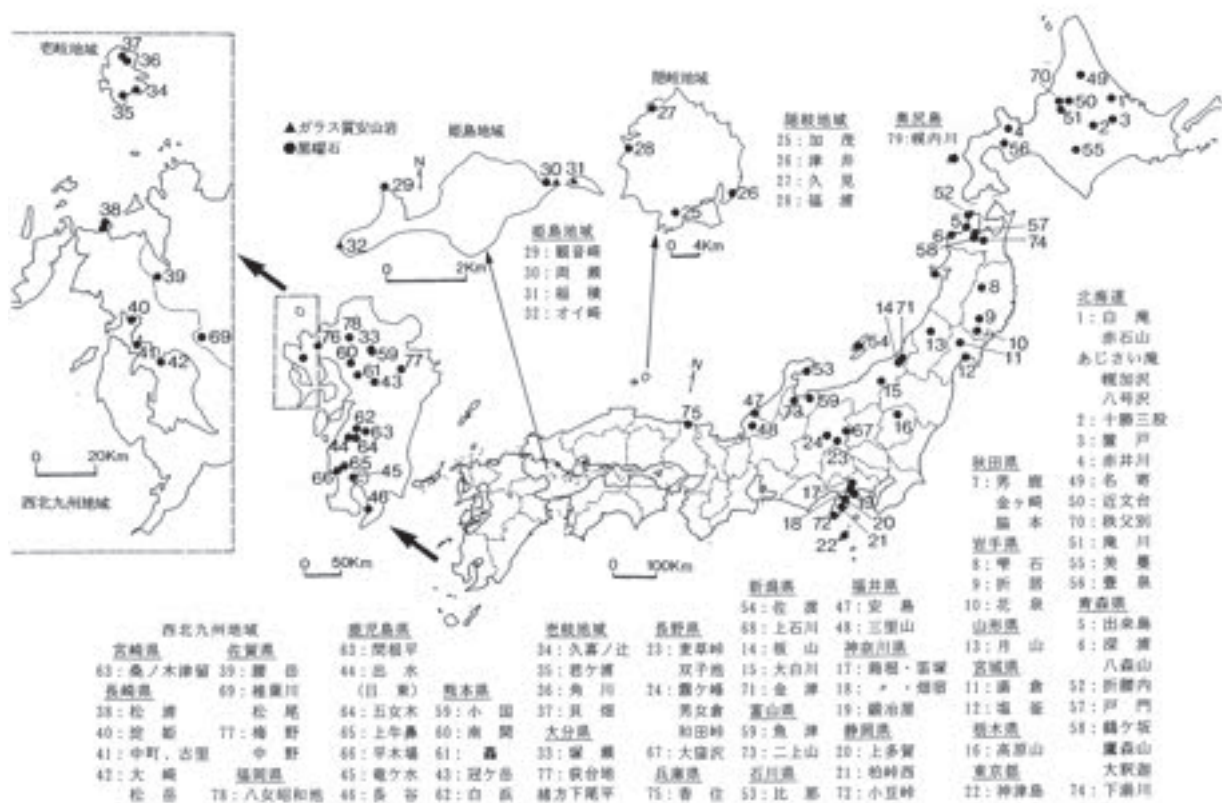 壱岐地域
▲ガラス質安山岩
●黒曜石
姫島地域
隠岐地域
西北九州地域
N
N
0 20Km
0 2Km
0 4Km
0 50Km
0 100Km
隠岐地域
25：加 茂
26：津 井
27：久 見
28：福 浦
奥尻島
79：幌内川
姫島地域
29：観音崎
30：両 瀬
31：稲 積
32：オイ崎
北海道
1：白 滝
赤石山
あじさい滝
幌加沢
八号沢
2：十勝三股
3：置 戸
4：赤井川
49：名 寄
50：近文台
70：秩父別
51：滝 川
55：美 蔓
56：豊 泉
青森県
5：出来島
6：深 浦
八森山
52：折腰内
57：戸 門
58：鶴ケ坂
鷹森山
大釈迦
74：下湯川
秋田県
7：男 鹿
金ヶ崎
脇 本
岩手県
8：雫 石
9：折 居
10：花 泉
山形県
13：月 山
宮城県
11：湯 倉
12：塩 釜
栃木県
16：高原山
東京都
22：神津島
新潟県
54：佐 渡
68：上石川
14：板 山
15：大白川
71：金 津
富山県
59：魚 津
73：二上山
石川県
53：比 那
福井県
47：安 島
48：三里山
神奈川県
17：箱根・笛塚
18： 〃 ・畑宿
19：鍛冶屋
静岡県
20：上多留
21：柏峠西
72：小豆峠
長野県
23：麦草峠
双子池
24：霧ケ峰
男女倉
和田峠
67：大窪沢
兵庫県
75：香 住
壱岐地域
34：久喜ノ辻
35：君ケ浦
36：角 川
37：貝 畑
大分県
33：塚 瀬
77：荻台地
緒方下尾平
熊本県
59：小 国
60：南 関
61： 轟
43：冠ケ岳
62：白 浜
鹿児島県
63：間根平
44：出 水
（日 東）
64：五女木
65：上牛鼻
66：平木場
45：竜ケ水
46：長 谷
西北九州地域
宮崎県
63：桑ノ木津留
長崎県
38：松 浦
40：淀 姫
41：中町、古里
42：大 崎
松 岳
佐賀県
39：腰 岳
69：椎葉川
松 尾
77：梅 野
中 野
福岡県
78：八女昭和池